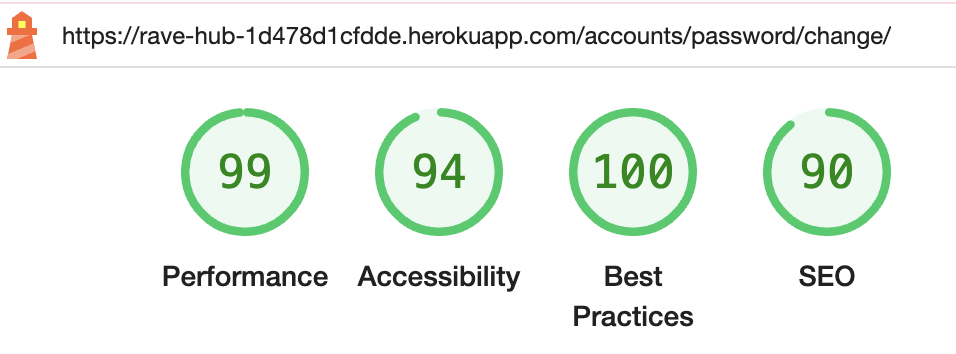 https://rave-hub-1d478d1cfdde.herokuapp.com/accounts/password/change/
99 94 100 90
Performance Accessibility Best Practices SEO